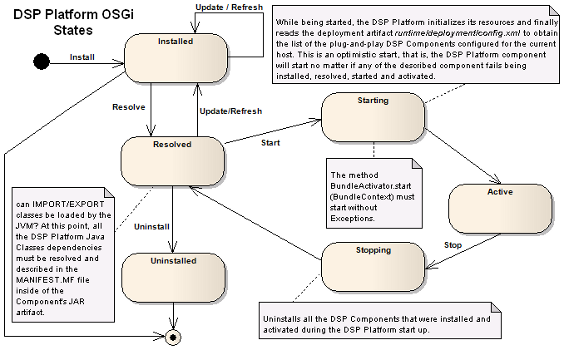 DSP Platform OSGi
States
Install
Installed
Update / Refresh
While being started, the DSP Platform initializes its resources and finally
reads the deployment artifact runtime/deployment/config.xml to obtain
the list of the plug-and-play DSP Components configured for the current
host. This is an optimistic start, that is, the DSP Platform component
will start no matter if any of the described component fails being
installed, resolved, started and activated.
Resolve
Update/Refresh
Starting
Resolved
Start
The method
BundleActivator.start
(BundleContext) must
start without
Exceptions.
Active
can IMPORT/EXPORT
classes be loaded by the
JVM? At this point, all
the DSP Platform Java
Classes dependencies
must be resolved and
described in the
MANIFEST.MF file
inside of the
Component's JAR
artifact.
Uninstall
Stop
Stopping
Uninstalled
Uninstalls all the DSP Components that were installed and
activated during the DSP Platform start up.